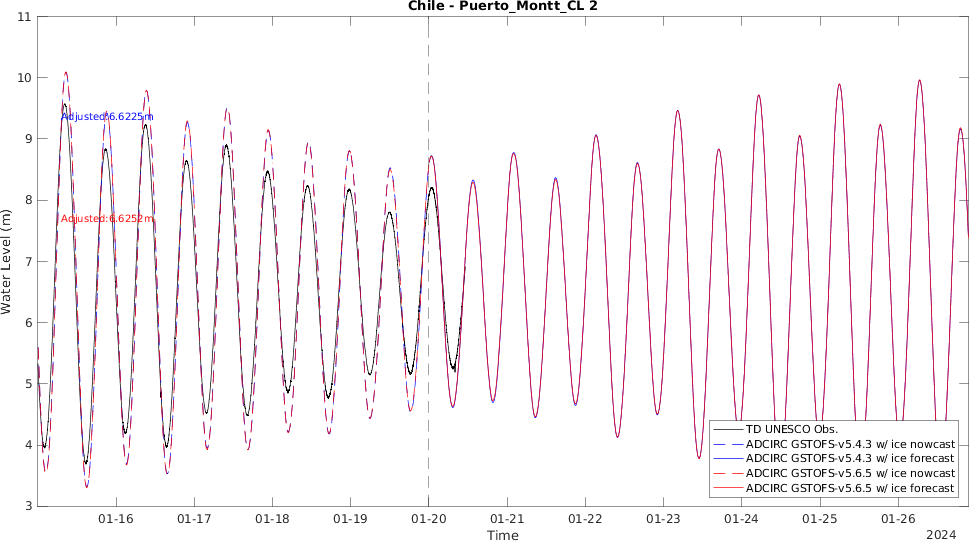 Chile - Puerto_Montt_CL 2
11
10
9
8
7
6
5
4
3
Water Level (m)
Adjusted:6.6225m
Adjusted:6.6252m
TD UNESCO Obs.
ADCIRC GSTOFS-v5.4.3 w/ ice nowcast
ADCIRC GSTOFS-v5.4.3 w/ ice forecast
ADCIRC GSTOFS-v5.6.5 w/ ice nowcast
ADCIRC GSTOFS-v5.6.5 w/ ice forecast
01-16 01-17 01-18 01-19 01-20 01-21 01-22 01-23 01-24 01-25 01-26
Time
2024